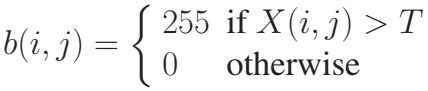 b(i, j) = { 255 if X(i, j) > T
0 otherwise